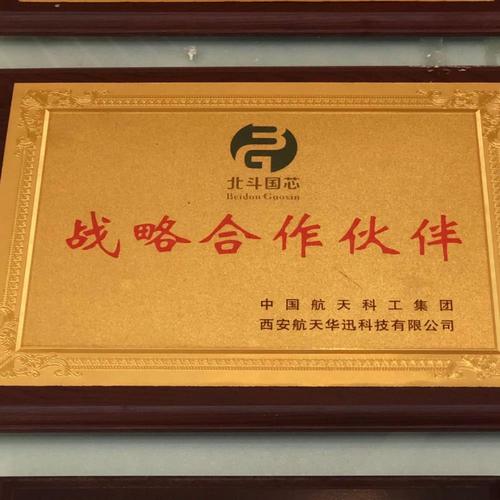 北斗国芯
Beidou Guoxin
战略合作伙伴
中国航天科工集团
西安航天华迅科技有限公司